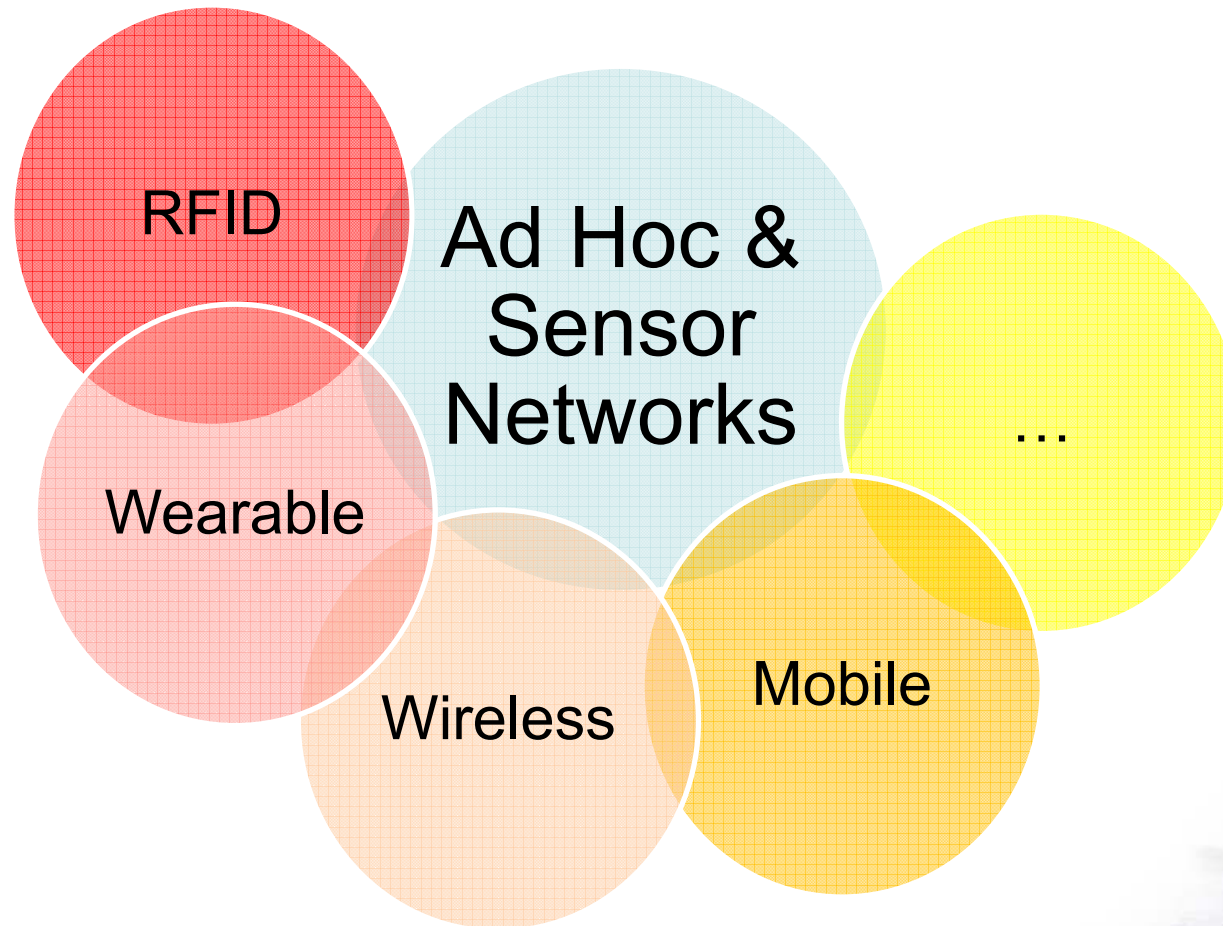 RFID
Ad Hoc &
Sensor
Networks
…
Wearable
Wireless
Mobile